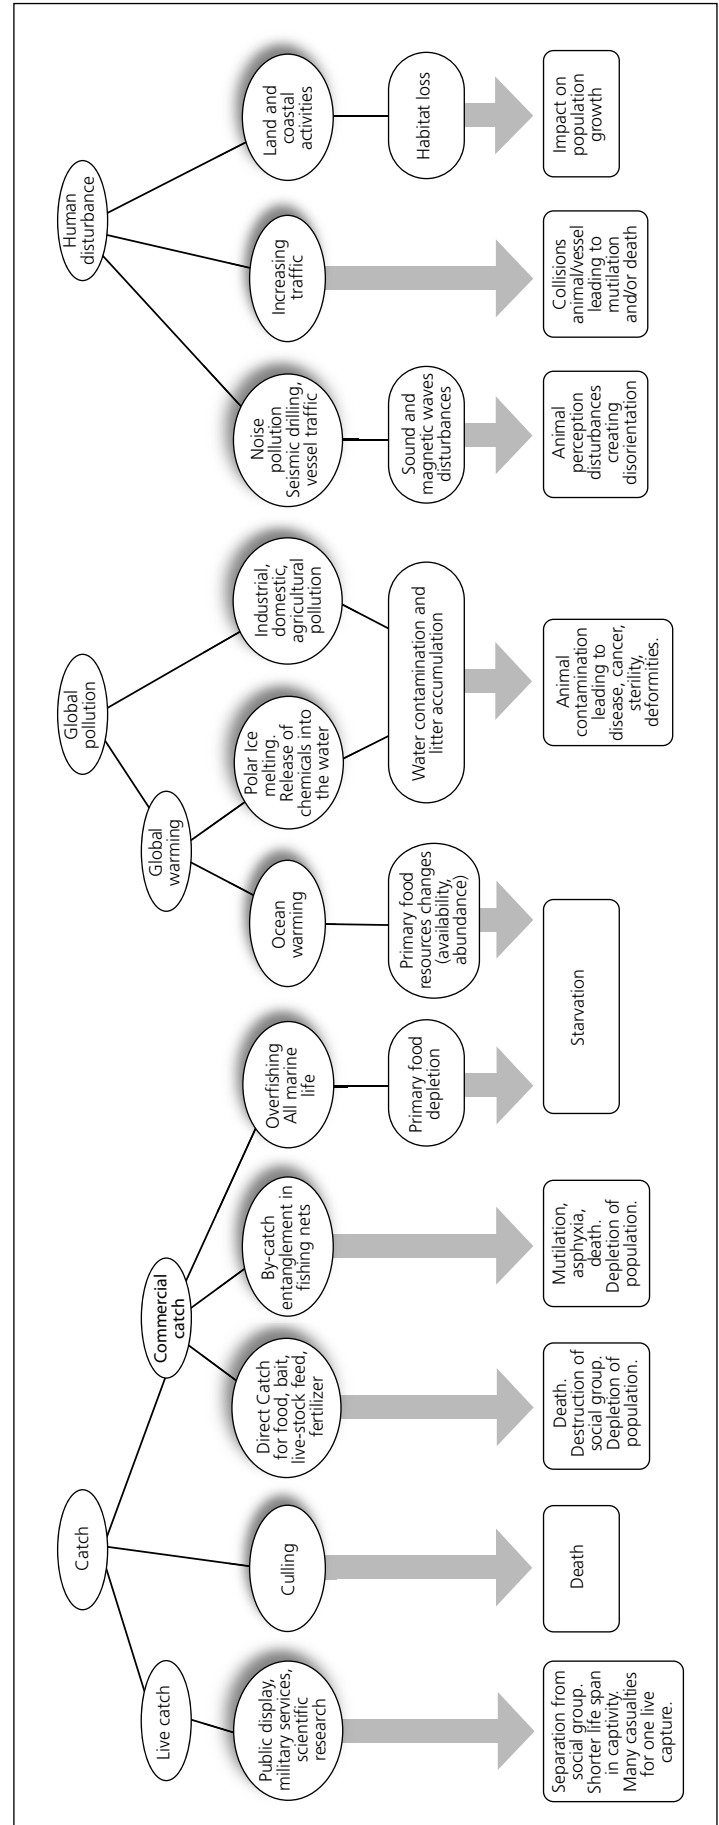 Catch
Global
pollution
Human
disturbance
Live catch
Commercial
catch
Global
warming
Public display,
military services,
scientific
research
Culling
Direct Catch
for food, bait,
live-stock feed,
fertilizer
By-catch
entanglement in
fishing nets
Overfishing
All marine
life
Ocean
warming
Polar Ice
melting.
Release of
chemicals into
the water
Industrial,
domestic,
agricultural
pollution
Noise
pollution
Seismic drilling,
vessel traffic
Increasing
traffic
Land and
coastal
activities
Primary food
depletion
Primary food
resources changes
(availability,
abundance)
Water contamination and
litter accumulation
Sound and
magnetic waves
disturbances
Habitat loss
Separation from
social group.
Shorter life span
in captivity.
Many casualties
for one live
capture.
Death
Death.
Destruction of
social group.
Depletion of
population.
Mutilation,
asphyxia,
death.
Depletion of
population.
Starvation
Animal
contamination
leading to
disease, cancer,
sterility,
deformities.
Animal
perception
disturbances
creating
disorientation
Collisions
animal/vessel
leading to
mutilation
and/or death
Impact on
population
growth